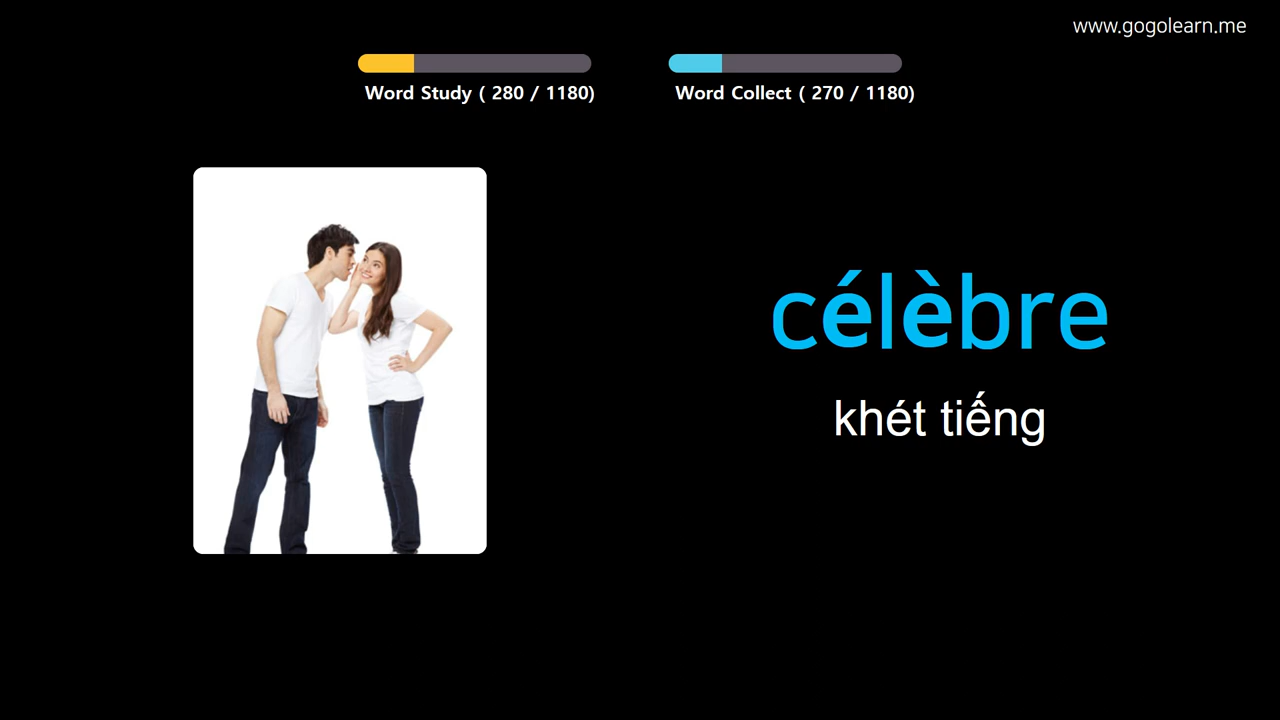 www.gogolearn.me
Word Study ( 280 / 1180)
Word Collect ( 270 / 1180)
célèbre
khét tiếng